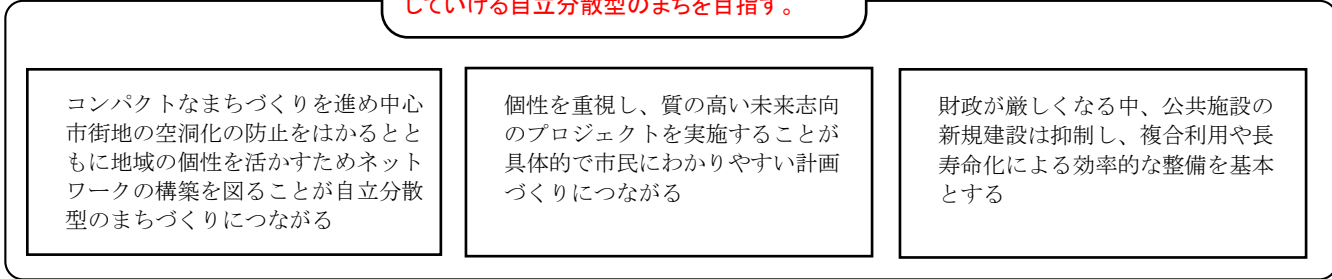 していける自立分散型のまちを目指す。
コンパクトなまちづくりを進め中心
市街地の空洞化の防止をはかるとと
もに地域の個性を活かすためネット
ワークの構築を図ることが自立分散
型のまちづくりにつながる
個性を重視し、質の高い未来志向
のプロジェクトを実施することが
具体的で市民にわかりやすい計画
づくりにつながる
財政が厳しくなる中、公共施設の
新規建設は抑制し、複合利用や長
寿命化による効率的な整備を基本
とする